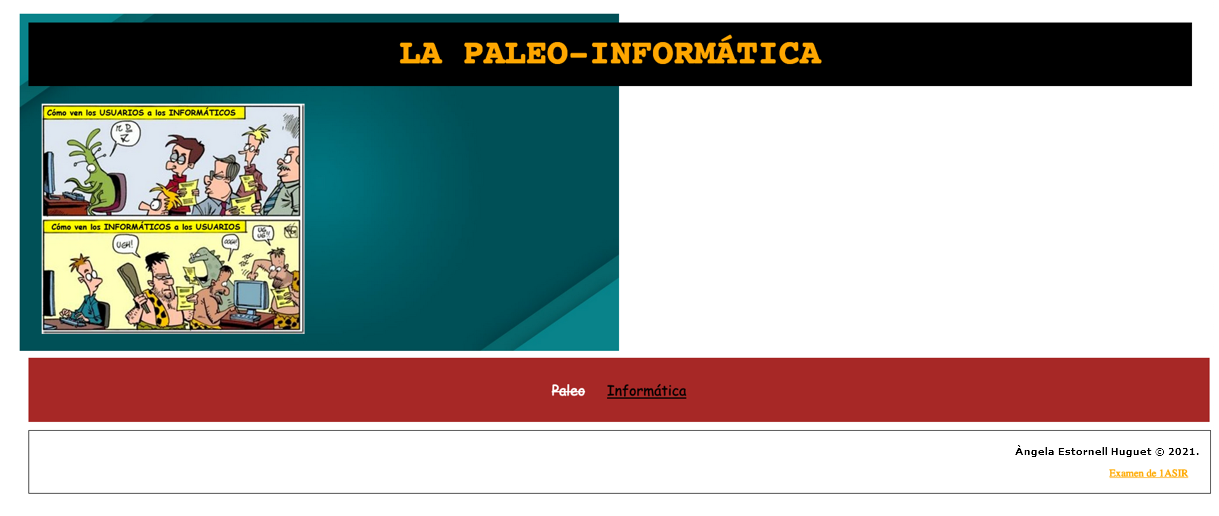 LA PALEO-INFORMÁTICA
Cómo ven los USUARIOS a los INFORMÁTICOS
Cómo ven los INFORMÁTICOS a los USUARIOS
UGH!
OOGH!
UG
UG!!
Paleo Informática
Àngela Estornell Huguet © 2021.
Examen de 1ASIR